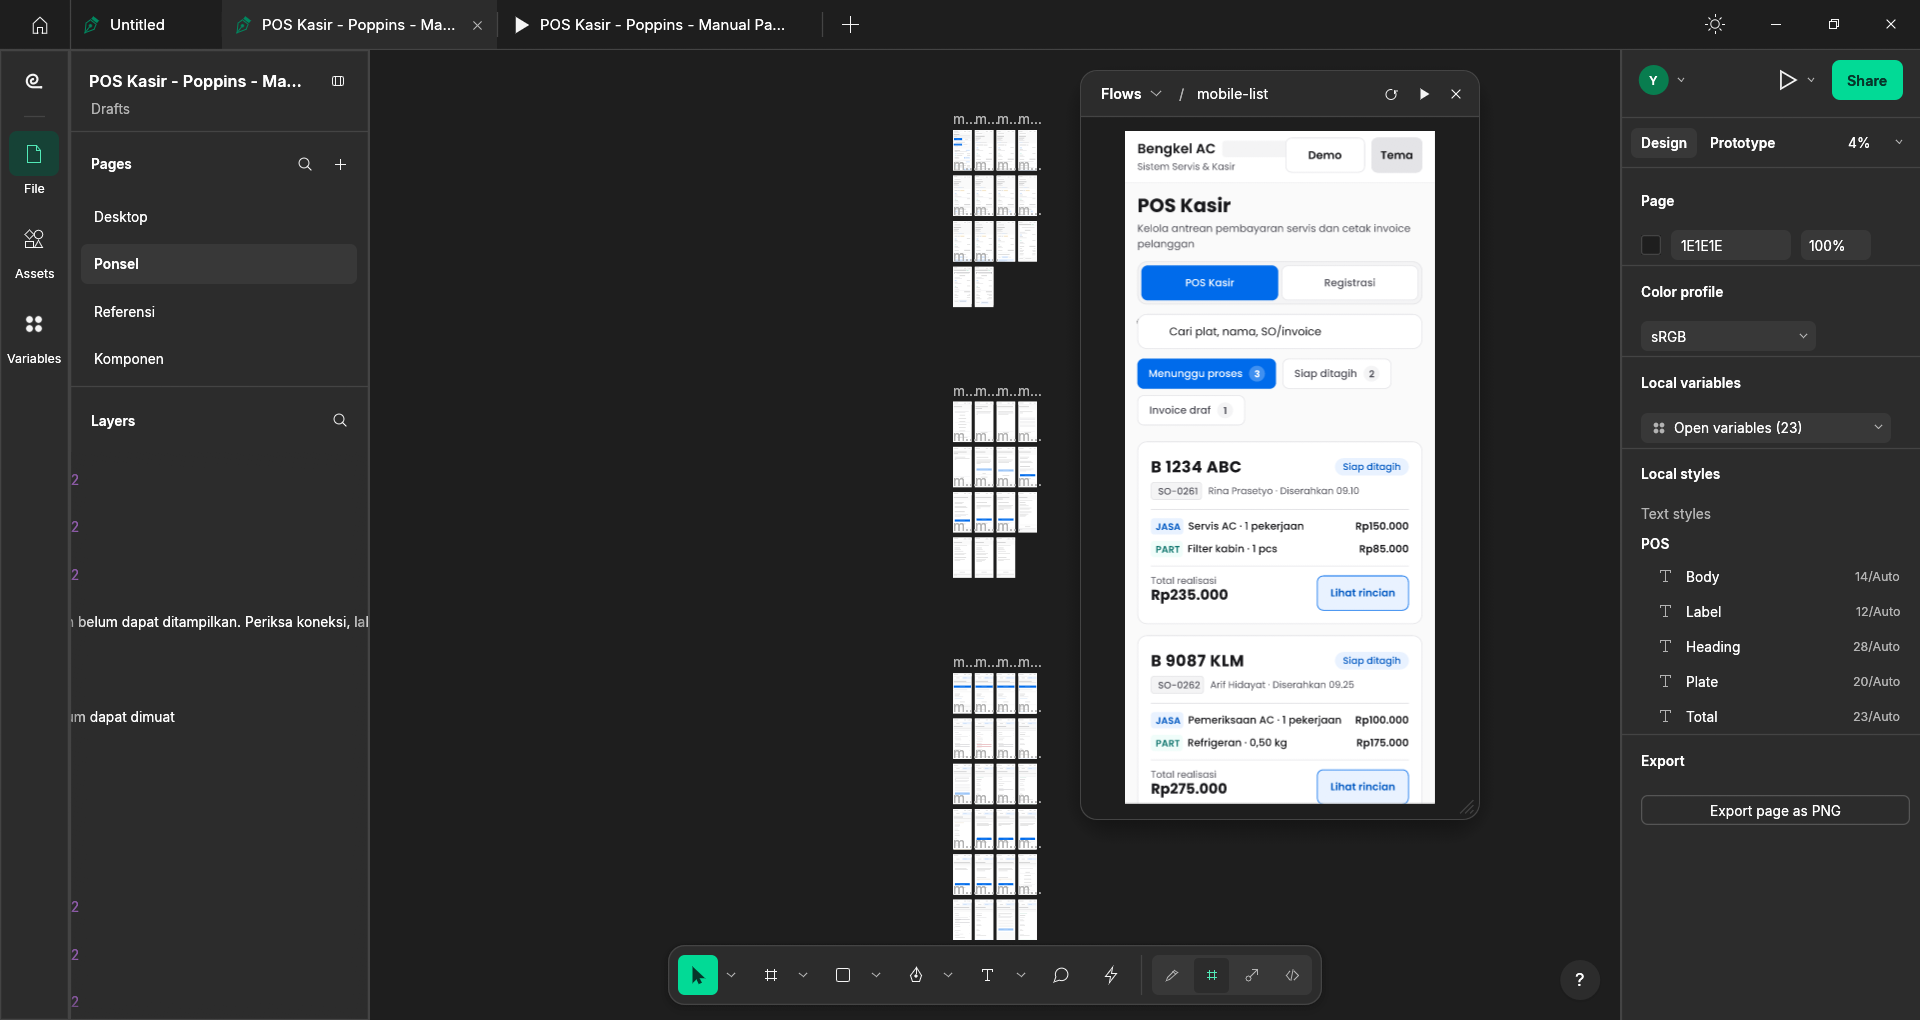 Untitled
POS Kasir - Poppins - Ma...
POS Kasir - Poppins - Manual Pa...
POS Kasir - Poppins - Ma...
Drafts
File
Assets
Variables
Pages
Desktop
Ponsel
Referensi
Komponen
Layers
2
2
2
belum dapat ditampilkan. Periksa koneksi, lal
dapat dimuat
2
2
2
m... m... m... m...
m... m... m... m...
m... m... m... m...
Flows / mobile-list
Bengkel AC
Sistem Servis & Kasir
Demo
Tema
POS Kasir
Kelola antrean pembayaran servis dan cetak invoice
pelanggan
POS Kasir
Registrasi
Cari plat, nama, SO/invoice
Menunggu proses 3
Siap ditagih 2
Invoice draf 1
B 1234 ABC
Siap ditagih
SO-0261 Rina Prasetyo · Diserahkan 09.10
JASA Servis AC · 1 pekerjaan Rp150.000
PART Filter kabin · 1 pcs Rp85.000
Total realisasi
Rp235.000
Lihat rincian
B 9087 KLM
Siap ditagih
SO-0262 Arif Hidayat · Diserahkan 09.25
JASA Pemeriksaan AC · 1 pekerjaan Rp100.000
PART Refrigeran · 0,50 kg Rp175.000
Total realisasi
Rp275.000
Lihat rincian
Y
Share
Design
Prototype
4%
Page
1E1E1E
100%
Color profile
sRGB
Local variables
Open variables (23)
Local styles
Text styles
POS
Body 14/Auto
Label 12/Auto
Heading 28/Auto
Plate 20/Auto
Total 23/Auto
Export
Export page as PNG
?